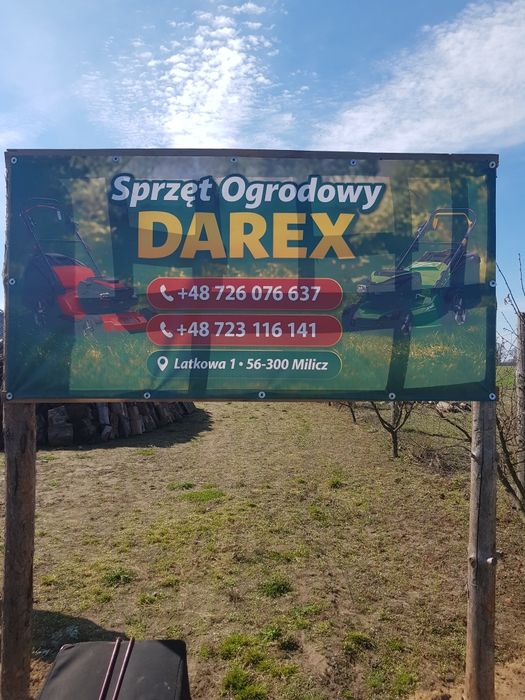 Sprzęt Ogrodowy
DAREX
+48 726 076 637
+48 723 116 141
Latkowa 1 • 56-300 Milicz